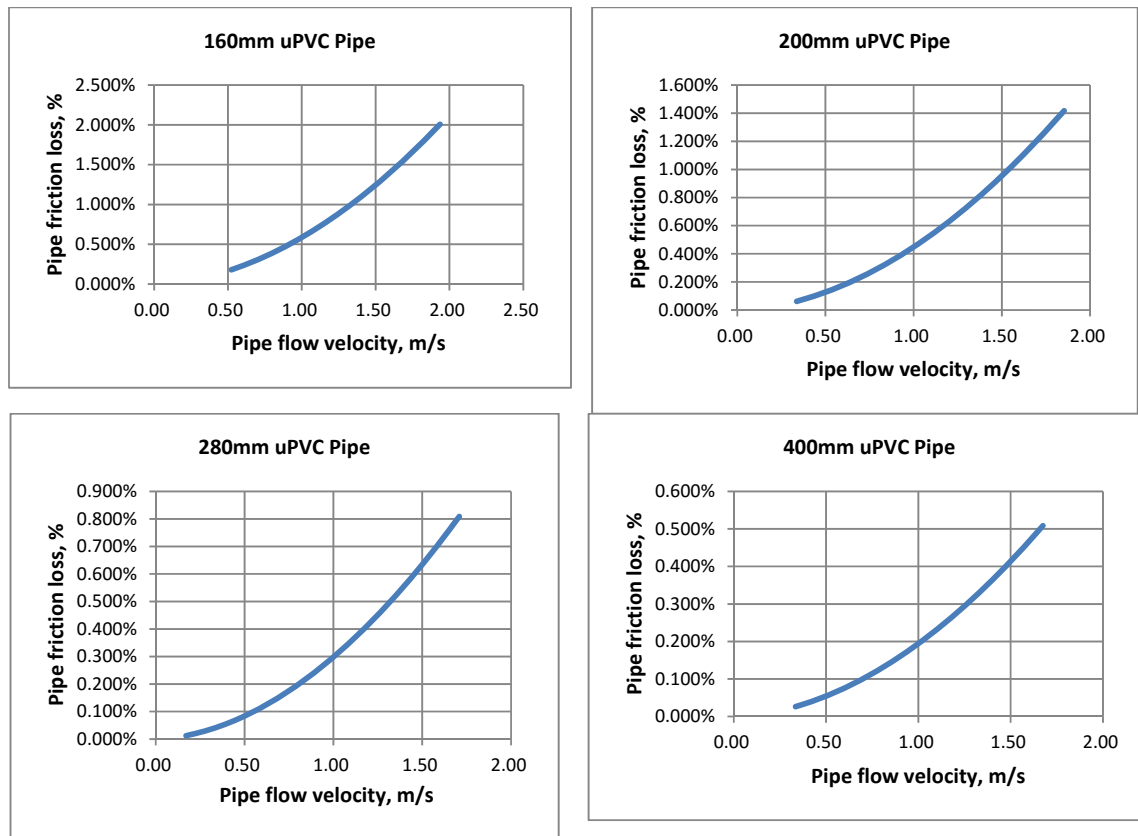 160mm uPVC Pipe
Pipe friction loss, %
2.500%
2.000%
1.500%
1.000%
0.500%
0.000%
0.00 0.50 1.00 1.50 2.00 2.50
Pipe flow velocity, m/s
200mm uPVC Pipe
Pipe friction loss, %
1.600%
1.400%
1.200%
1.000%
0.800%
0.600%
0.400%
0.200%
0.000%
0.00 0.50 1.00 1.50 2.00
Pipe flow velocity, m/s
280mm uPVC Pipe
Pipe friction loss, %
0.900%
0.800%
0.700%
0.600%
0.500%
0.400%
0.300%
0.200%
0.100%
0.000%
0.00 0.50 1.00 1.50 2.00
Pipe flow velocity, m/s
400mm uPVC Pipe
Pipe friction loss, %
0.600%
0.500%
0.400%
0.300%
0.200%
0.100%
0.000%
0.00 0.50 1.00 1.50 2.00
Pipe flow velocity, m/s